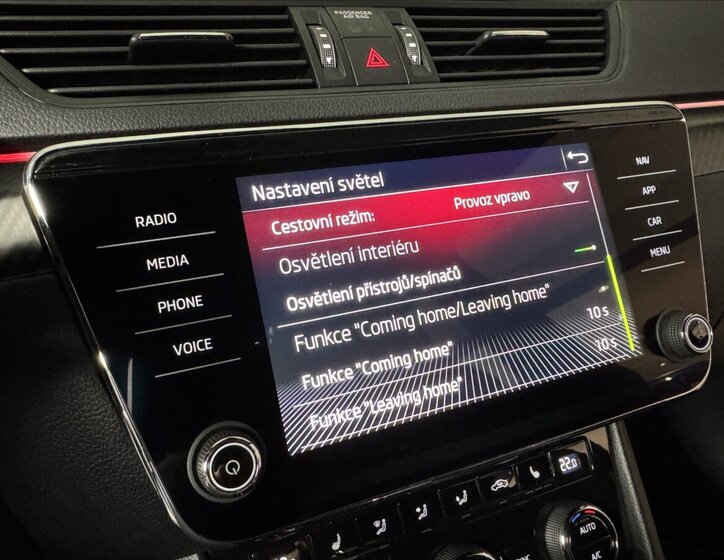 PASSENGER
AIR BAG
RADIO
MEDIA
PHONE
VOICE
Nastavení světel
Cestovní režim: Provoz vpravo
Osvětlení interiéru
Osvětlení přístrojů/spínačů
Funkce "Coming home/Leaving home"
Funkce "Coming home" 10 s
Funkce "Leaving home" 10 s
NAV
APP
CAR
MENU
22.0
AUTO
A/C